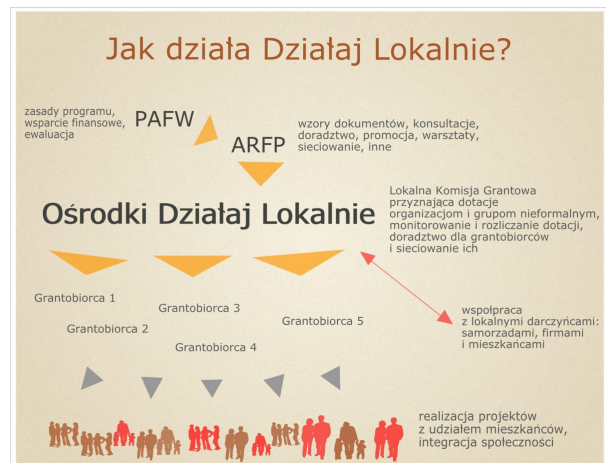 Jak działa Działaj Lokalnie?
zasady programu,
wsparcie finansowe,
ewaluacja
PAFW
ARFP
wzory dokumentów, konsultacje,
doradztwo, promocja, warsztaty,
sieciowanie, inne
Ośrodki Działaj Lokalnie
Lokalna Komisja Grantowa
przyznająca dotacje
organizacjom i grupom nieformalnym,
monitorowanie i rozliczanie dotacji,
doradztwo dla grantobiorców
i sieciowanie ich
Grantobiorca 1
Grantobiorca 2
Grantobiorca 3
Grantobiorca 4
Grantobiorca 5
wspołpraca
z lokalnymi darczyńcami:
samorządamį, firmami
i mieszkańcami
realizacja projektów
z udziałem mieszkańców,
integracja społeczności